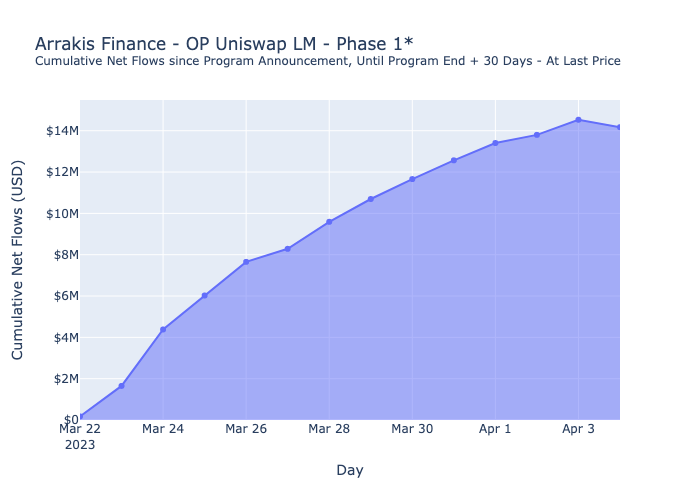 Arrakis Finance - OP Uniswap LM - Phase 1*
Cumulative Net Flows since Program Announcement, Until Program End + 30 Days - At Last Price
Cumulative Net Flows (USD)
$14M
$12M
$10M
$8M
$6M
$4M
$2M
$0
Mar 22 Mar 24 Mar 26 Mar 28 Mar 30 Apr 1 Apr 3
2023
Day